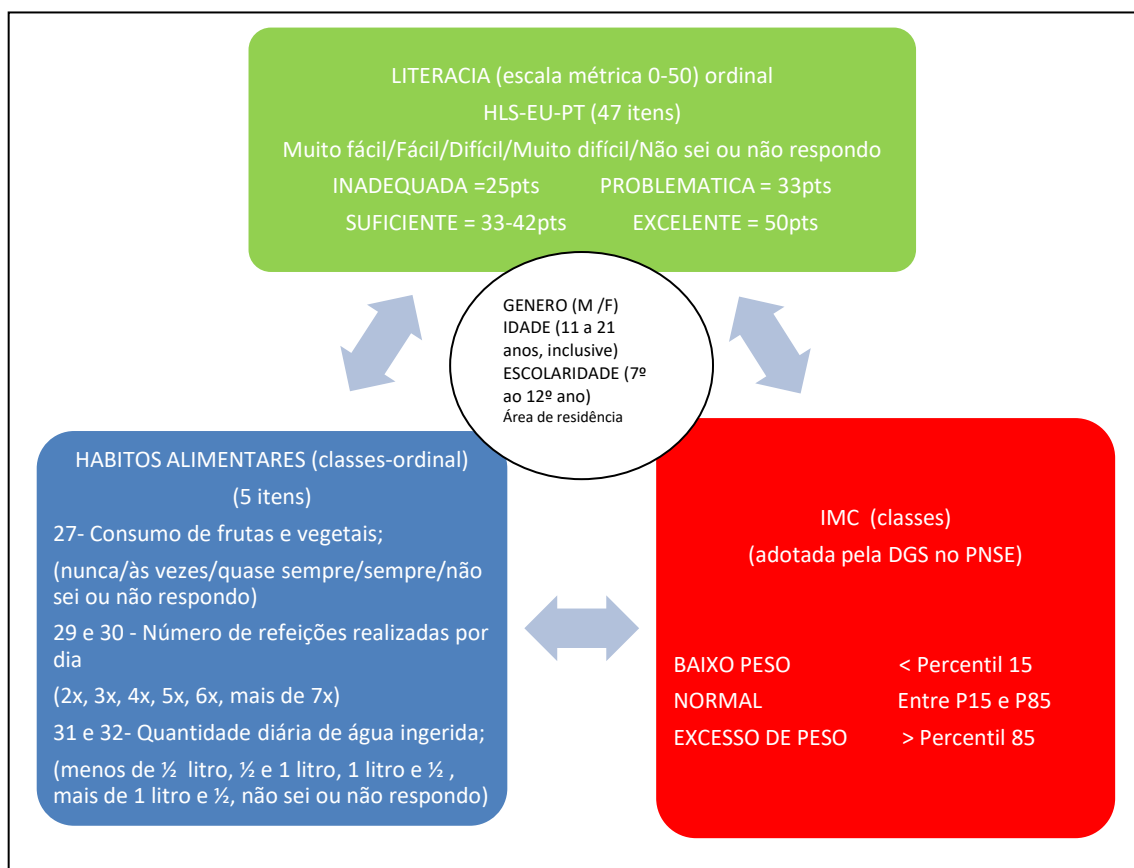 LITERACIA (escala métrica 0-50) ordinal
HLS-EU-PT (47 itens)
Muito fácil/Fácil/Difícil/Muito difícil/Não sei ou não respondo
INADEQUADA =25pts PROBLEMATICA = 33pts
SUFICIENTE = 33-42pts EXCELENTE = 50pts
GENERO (M /F)
IDADE (11 a 21
anos, inclusive)
ESCOLARIDADE (7º
ao 12º ano)
Área de residência
HABITOS ALIMENTARES (classes-ordinal)
(5 itens)
27- Consumo de frutas e vegetais;
(nunca/às vezes/quase sempre/sempre/não
sei ou não respondo)
29 e 30 - Número de refeições realizadas por
dia
(2x, 3x, 4x, 5x, 6x, mais de 7x)
31 e 32- Quantidade diária de água ingerida;
(menos de ½ litro, ½ e 1 litro, 1 litro e ½ ,
mais de 1 litro e ½, não sei ou não respondo)
IMC (classes)
(adotada pela DGS no PNSE)
BAIXO PESO < Percentil 15
NORMAL Entre P15 e P85
EXCESSO DE PESO > Percentil 85